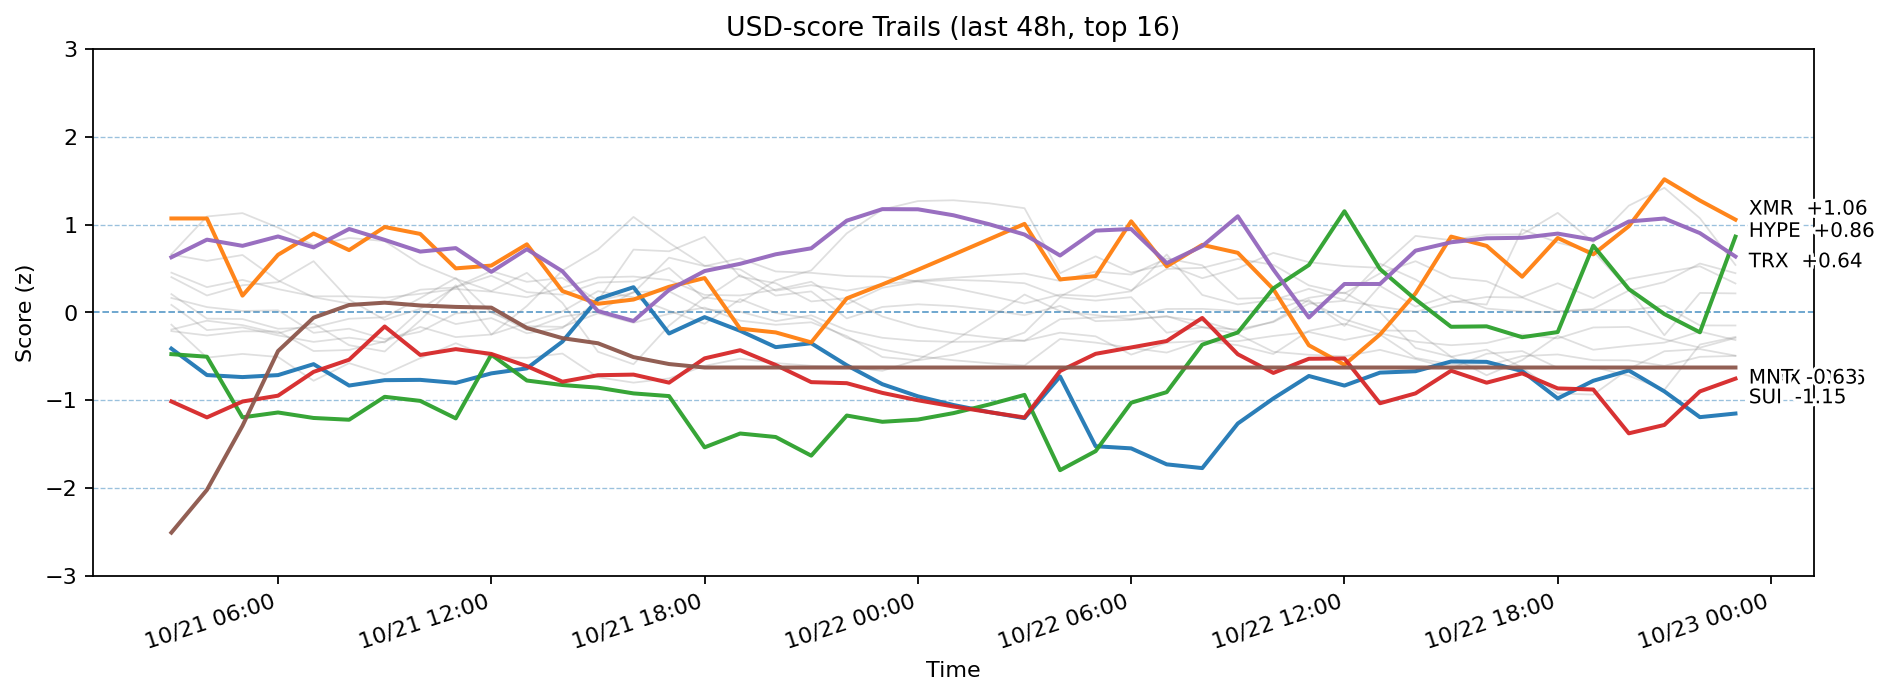 USD-score Trails (last 48h, top 16)
Score (z)
3
2
1
0
−1
−2
−3
XMR +1.06
HYPE +0.86
TRX +0.64
MNT -0.63
SUI -1.15
10/21 06:00
10/21 12:00
10/21 18:00
10/22 00:00
10/22 06:00
10/22 12:00
10/22 18:00
10/23 00:00
Time